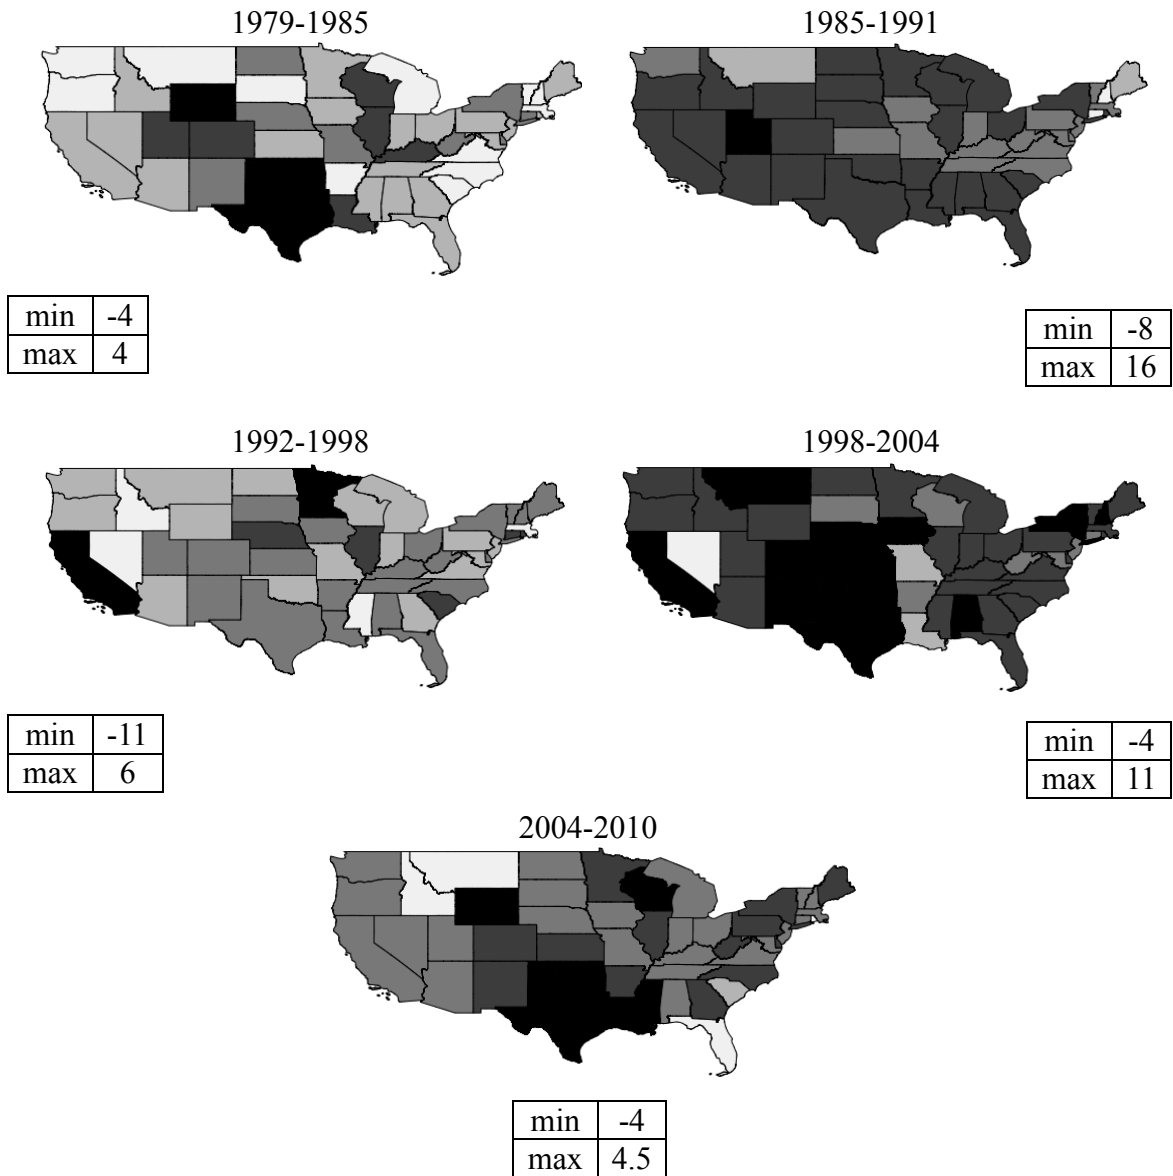 1979-1985
1985-1991
min -4
max 4
min -8
max 16
1992-1998
1998-2004
min -11
max 6
min -4
max 11
2004-2010
min -4
max 4.5